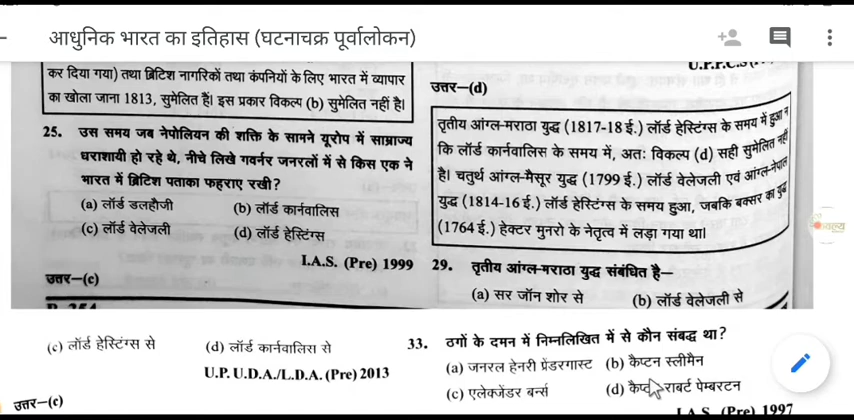 आधुनिक भारत का इतिहास (घटनाचक्र पूर्वालोकन)
कर दिया गया) तथा ब्रिटिश नागरिकों तथा कंपनियों के लिए भारत में व्यापार
का खोला जाना 1813, सुमेलित हैं। इस प्रकार विकल्प (b) सुमेलित नहीं है।
25. उस समय जब नेपोलियन की शक्ति के सामने यूरोप में साम्राज्य
धराशायी हो रहे थे, नीचे लिखे गवर्नर जनरलों में से किस एक ने
भारत में ब्रिटिश पताका फहराए रखी?
(a) लॉर्ड डलहौजी (b) लॉर्ड कार्नवालिस
(c) लॉर्ड वेलेजली (d) लॉर्ड हेस्टिंग्स
I.A.S. (Pre) 1999
उत्तर—(c)
(c) लॉर्ड हेस्टिंग्स से (d) लॉर्ड कार्नवालिस से
U.P. U.D.A./L.D.A. (Pre) 2013
उत्तर—(c)
उत्तर—(d)
तृतीय आंग्ल-मराठा युद्ध (1817-18 ई.) लॉर्ड हेस्टिंग्स के समय में हुआ न
कि लॉर्ड कार्नवालिस के समय में, अतः विकल्प (d) सही सुमेलित नहीं
है। चतुर्थ आंग्ल-मैसूर युद्ध (1799 ई.) लॉर्ड वेलेजली एवं आंग्ल-नेपाल
युद्ध (1814-16 ई.) लॉर्ड हेस्टिंग्स के समय हुआ, जबकि बक्सर का युद्ध
(1764 ई.) हेक्टर मुनरो के नेतृत्व में लड़ा गया था।
29. तृतीय आंग्ल-मराठा युद्ध संबंधित है—
(a) सर जॉन शोर से (b) लॉर्ड वेलेजली से
33. ठगों के दमन में निम्नलिखित में से कौन संबद्ध था?
(a) जनरल हेनरी प्रेंडरगास्ट (b) कैप्टन स्लीमैन
(c) एलेक्जेंडर बर्न्स (d) राबर्ट पेम्बरटन
I.A.S. (Pre) 1997